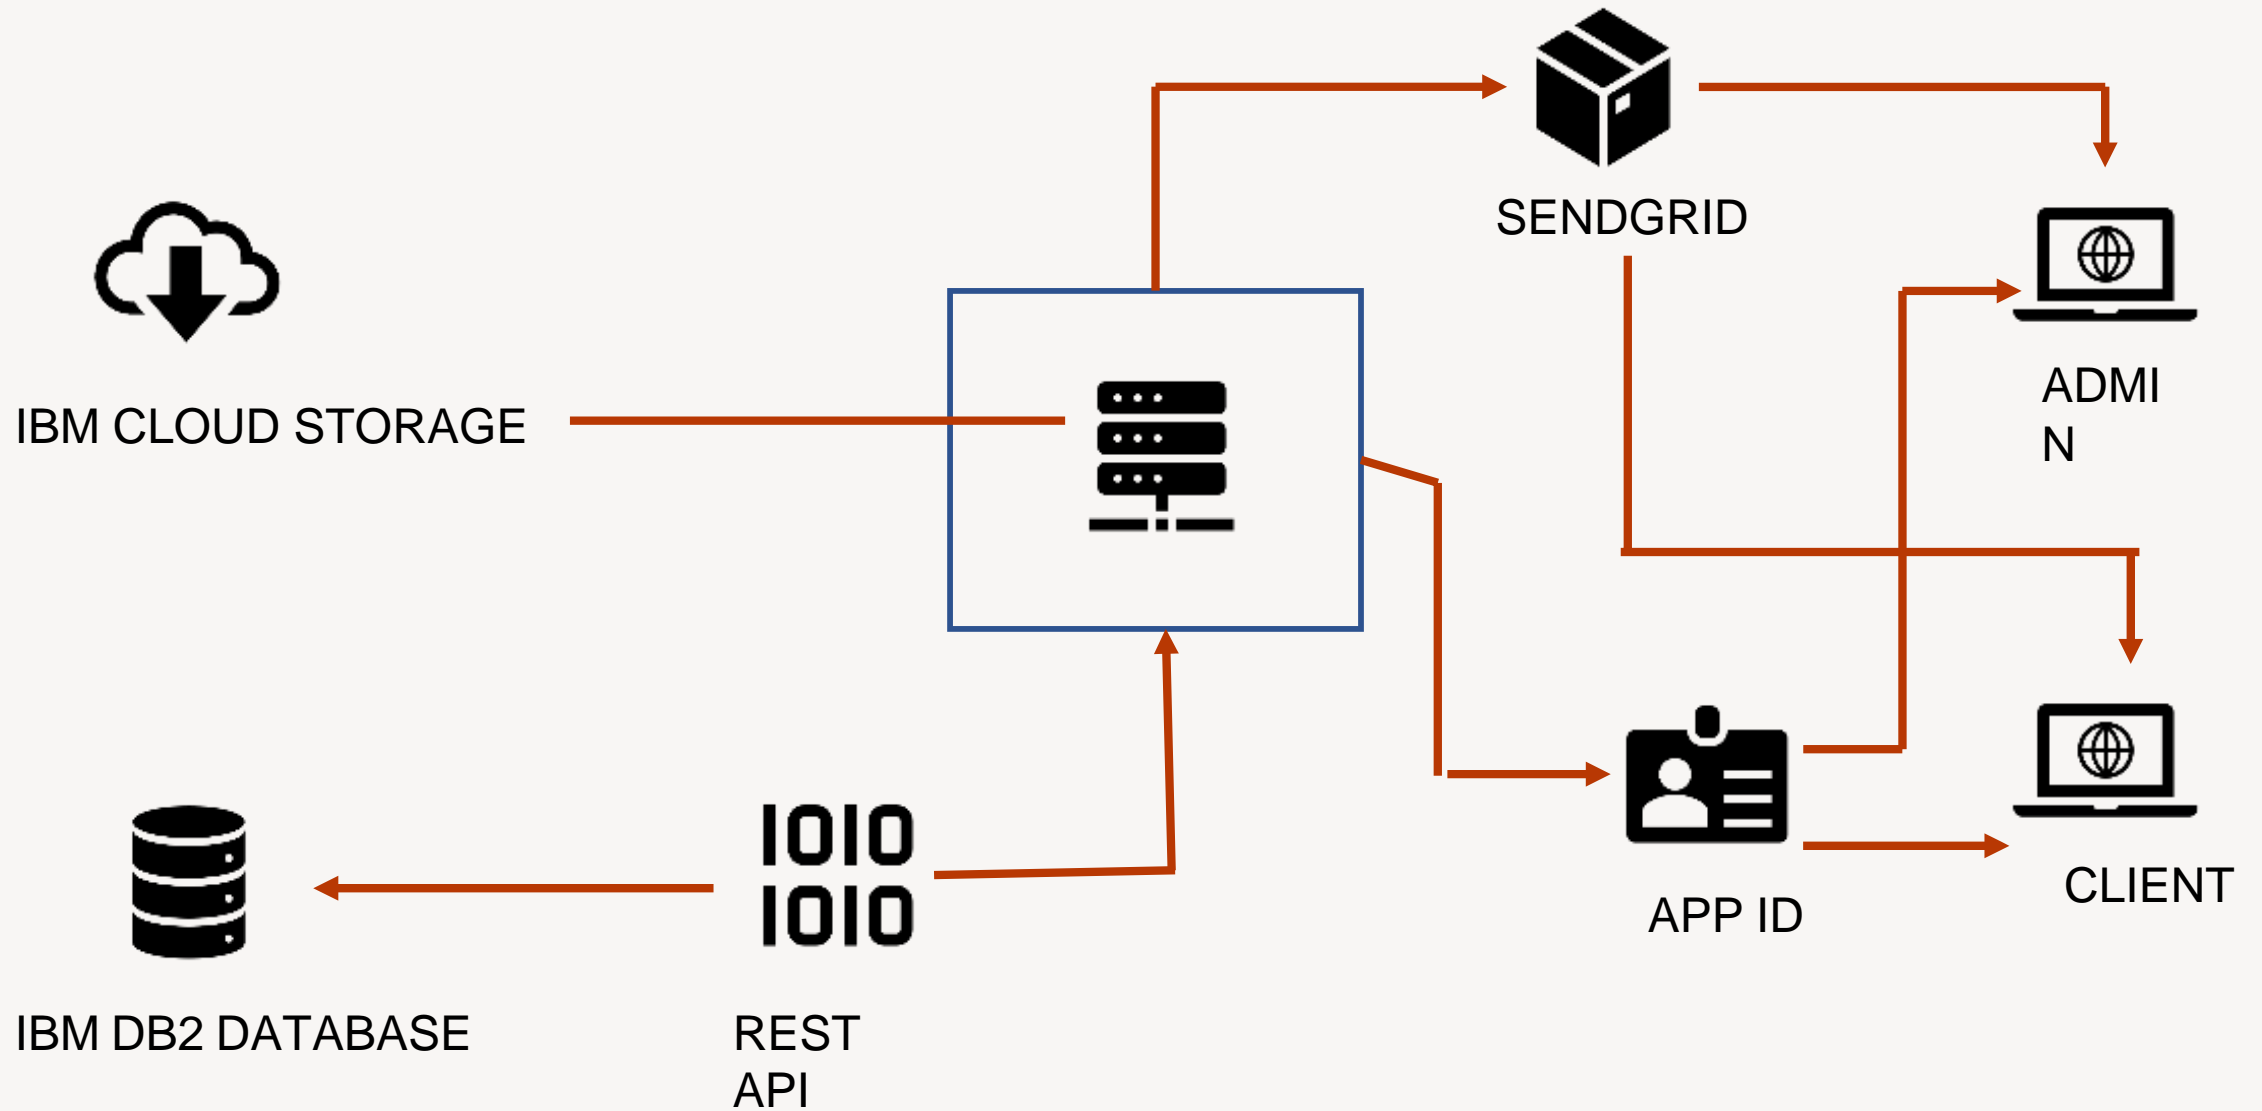 SENDGRID
IBM CLOUD STORAGE
ADMI
N
APP ID
CLIENT
IBM DB2 DATABASE
REST
API